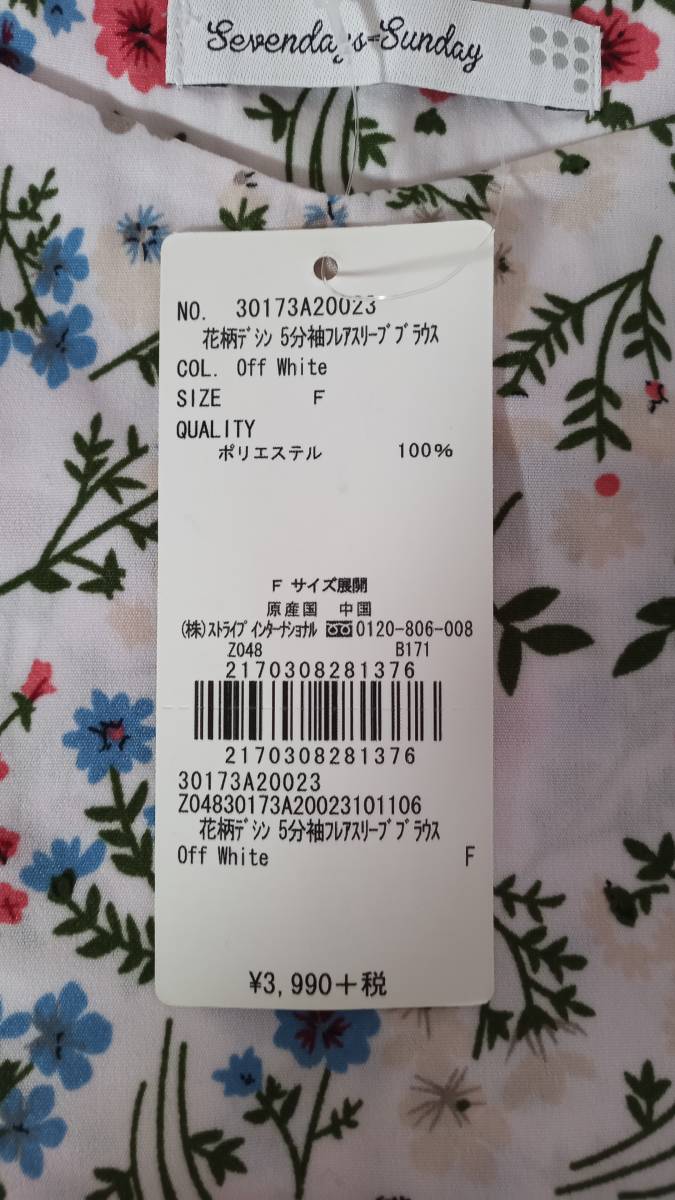 Sevendays=Sunday
NO. 30173A20023
花柄ﾃﾞｼﾝ 5分袖ﾌﾚｱｽﾘｰﾌﾞﾌﾞﾗｳｽ
COL. Off White
SIZE F
QUALITY
ポリエステル 100%
F サイズ展開
原産国 中国
(株)ｽﾄﾗｲﾌﾟｲﾝﾀｰﾅｼｮﾅﾙ 0120-806-008
Z048 B171
2170308281376
2170308281376
30173A20023
Z04830173A20023101106
花柄ﾃﾞｼﾝ 5分袖ﾌﾚｱｽﾘｰﾌﾞﾌﾞﾗｳｽ
Off White F
¥3,990+税